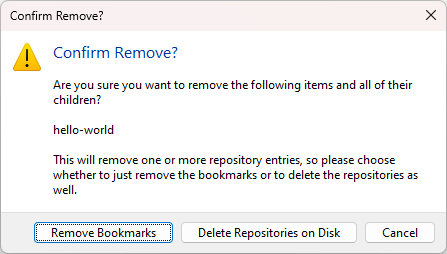 Confirm Remove?
Confirm Remove?
Are you sure you want to remove the following items and all of their
children?
hello-world
This will remove one or more repository entries, so please choose
whether to just remove the bookmarks or to delete the repositories as
well.
Remove Bookmarks
Delete Repositories on Disk
Cancel